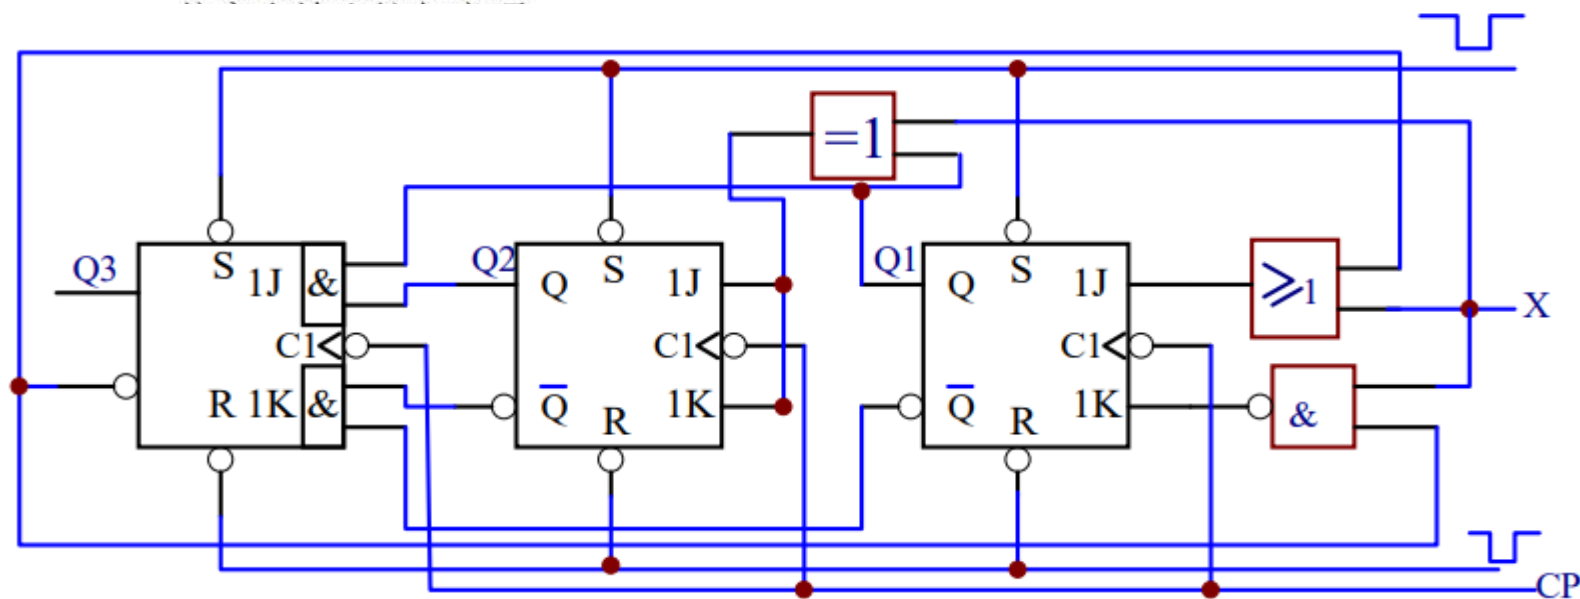 =1
Q3
S
1J
&
C1
R
1K
&
Q2
Q
S
1J
C1
Q̅
R
1K
Q1
Q
S
1J
C1
Q̅
R
1K
≥1
X
&
CP